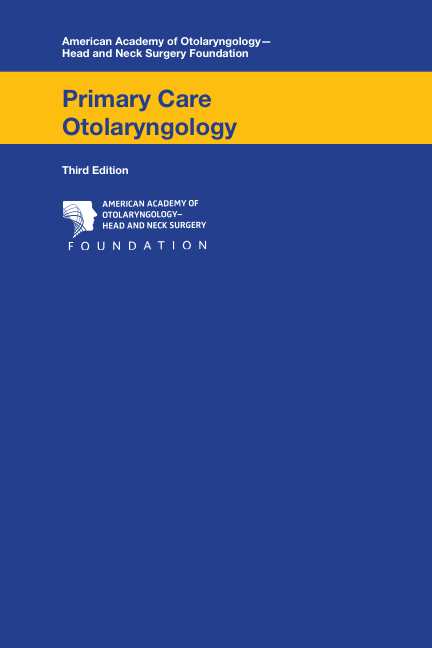 American Academy of Otolaryngology—
Head and Neck Surgery Foundation
Primary Care
Otolaryngology
Third Edition
AMERICAN ACADEMY OF
OTOLARYNGOLOGY–
HEAD AND NECK SURGERY
FOUNDATION